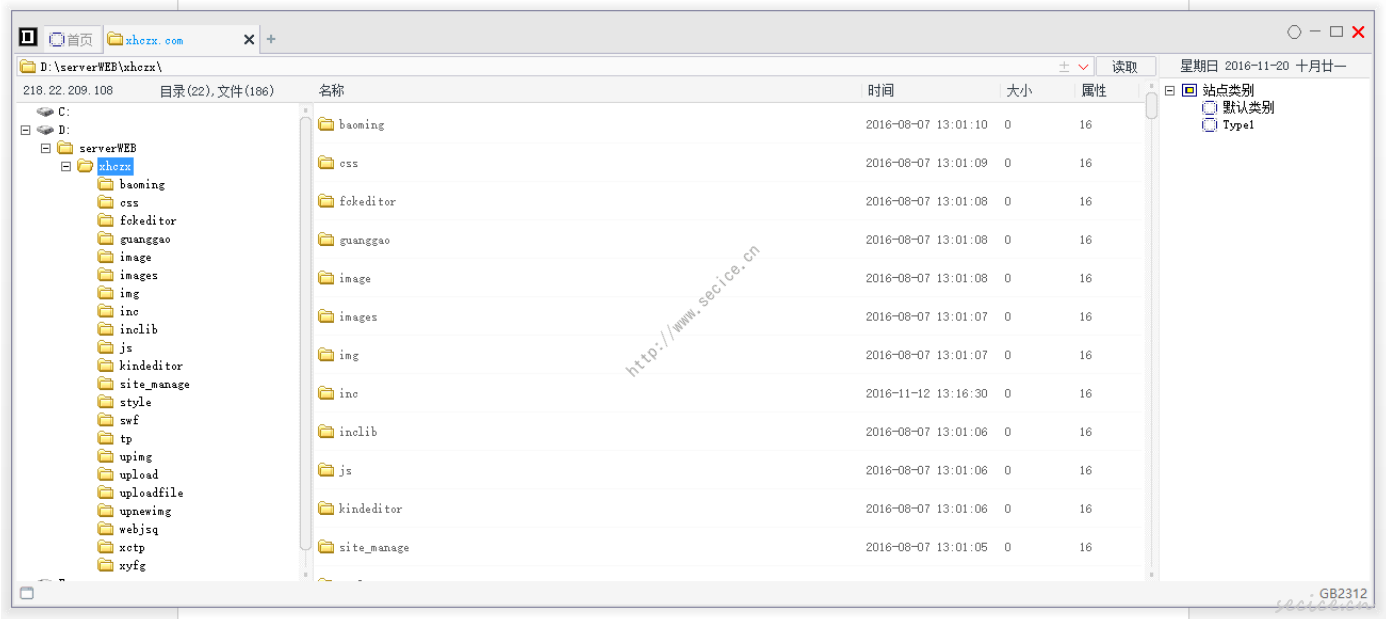 首页
xhczx.com
D:\serverWEB\xhczx\
读取
星期日 2016-11-20 十月廿一
218.22.209.108 目录(22),文件(186)
名称 时间 大小 属性
C:
D:
serverWEB
xhczx
baoming
css
fckeditor
guanggao
image
images
img
inc
inclib
js
kindeditor
site_manage
style
swf
tp
upimg
upload
uploadfile
upnewimg
webjsq
xctp
xyfg
baoming 2016-08-07 13:01:10 0 16
css 2016-08-07 13:01:09 0 16
fckeditor 2016-08-07 13:01:08 0 16
guanggao 2016-08-07 13:01:08 0 16
image 2016-08-07 13:01:08 0 16
images 2016-08-07 13:01:07 0 16
img 2016-08-07 13:01:07 0 16
inc 2016-11-12 13:16:30 0 16
inclib 2016-08-07 13:01:06 0 16
js 2016-08-07 13:01:06 0 16
kindeditor 2016-08-07 13:01:06 0 16
site_manage 2016-08-07 13:01:05 0 16
站点类别
默认类别
Type1
http://www.secice.cn
GB2312
secice.cn